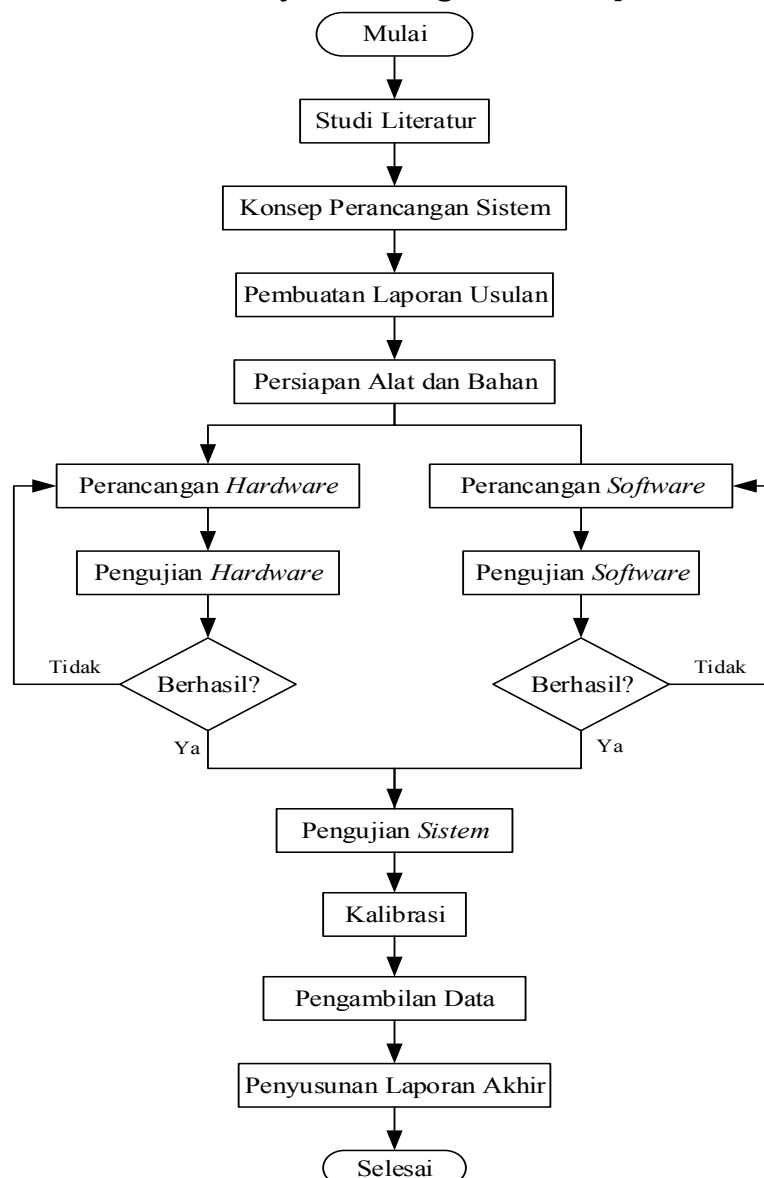 Mulai
Studi Literatur
Konsep Perancangan Sistem
Pembuatan Laporan Usulan
Persiapan Alat dan Bahan
Perancangan Hardware
Perancangan Software
Pengujian Hardware
Pengujian Software
Tidak
Berhasil?
Berhasil?
Tidak
Ya
Ya
Pengujian Sistem
Kalibrasi
Pengambilan Data
Penyusunan Laporan Akhir
Selesai